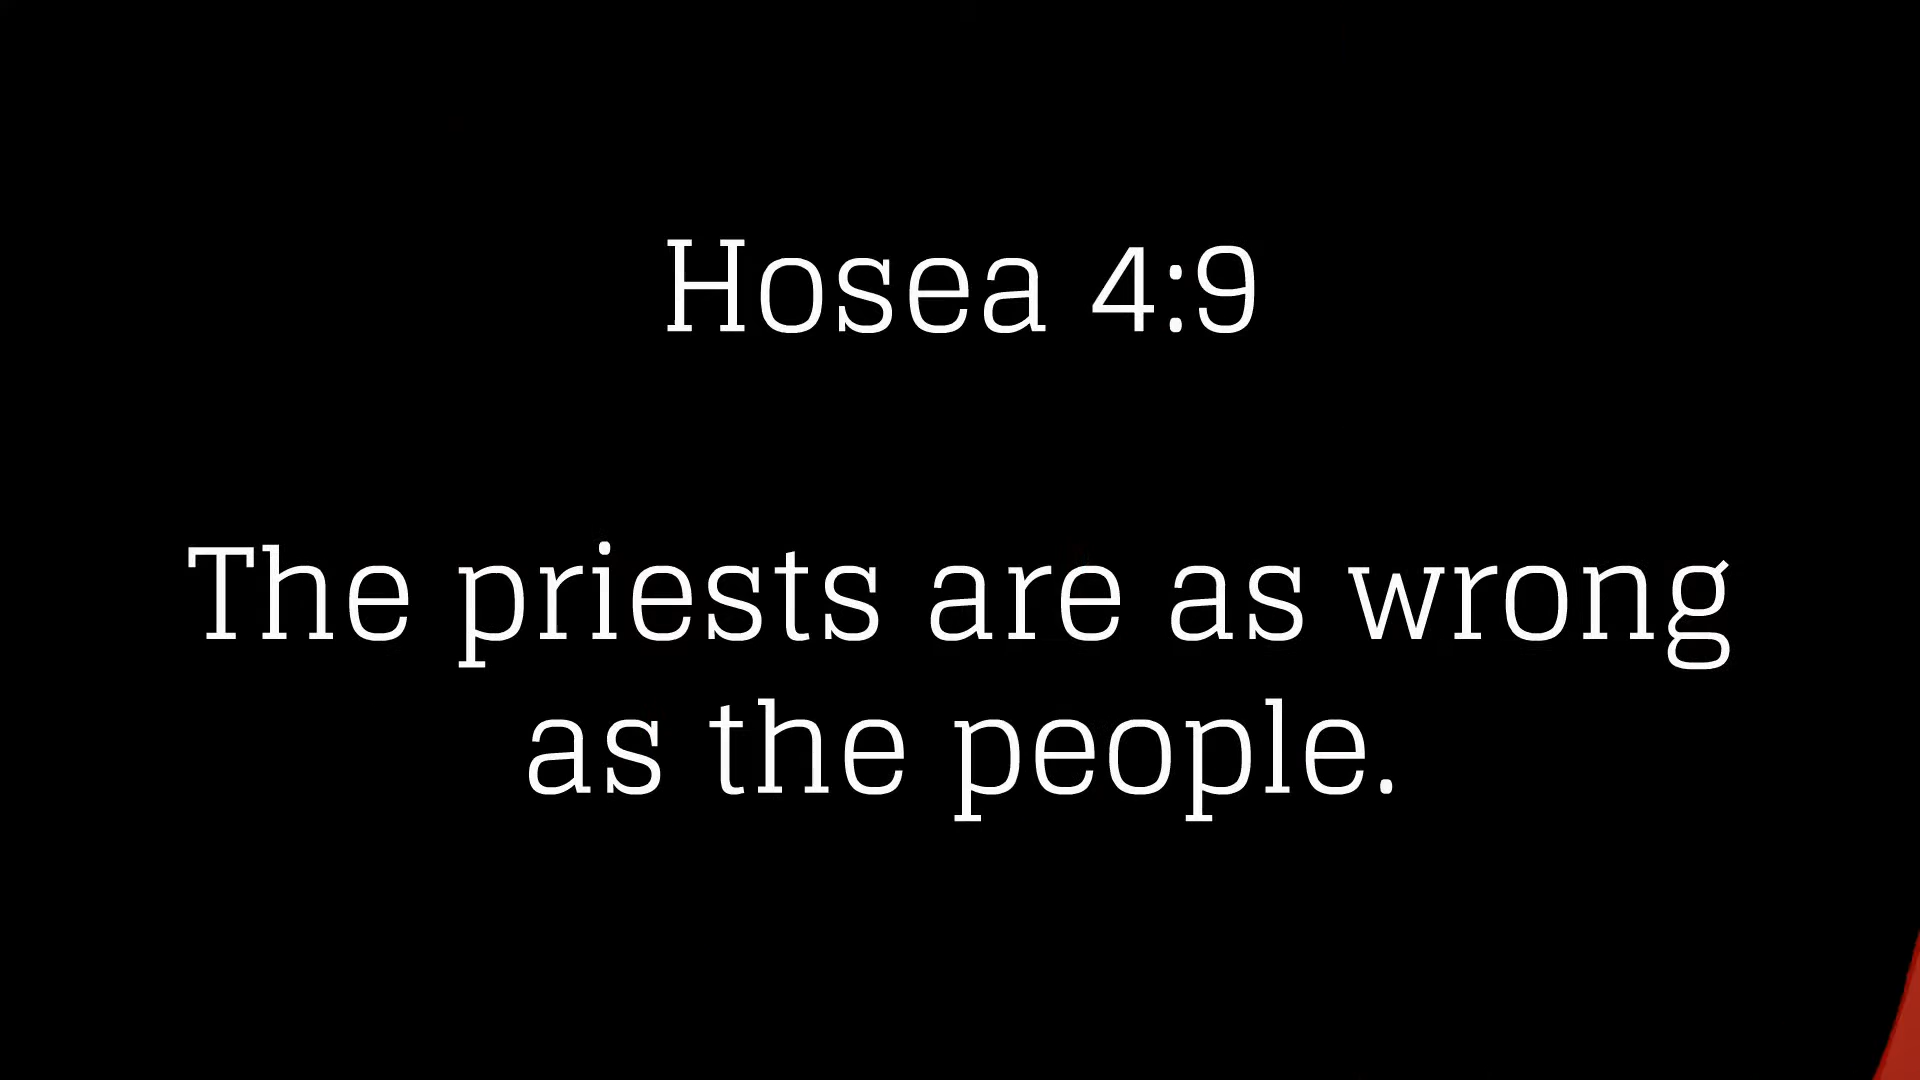 Hosea 4:9
The priests are as wrong
as the people.